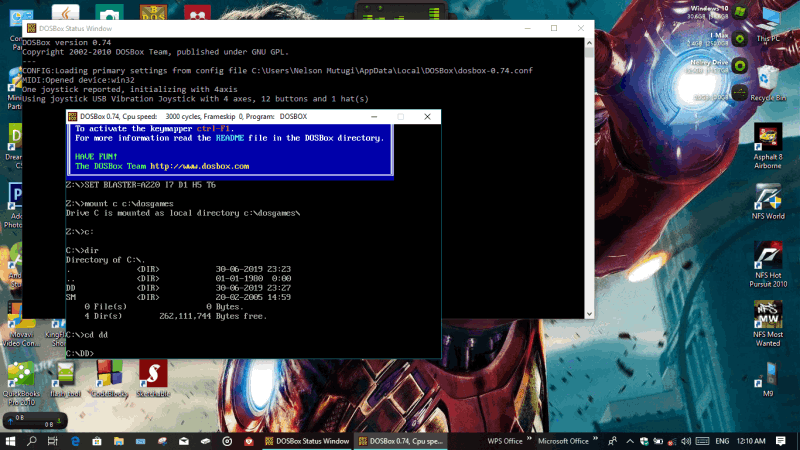 DOSBox Status Window
DOSBox version 0.74
Copyright 2002-2010 DOSBox Team, published under GNU GPL.
---
CONFIG:Loading primary settings from config file C:\Users\Nelson Mutugi\AppData\Local\DOSBox\dosbox-0.74.conf
MIDI:Opened device:win32
One joystick reported, initializing with 4axis
Using joystick USB Vibration Joystick with 4 axes, 12 buttons and 1 hat(s)
DOSBox 0.74, Cpu speed: 3000 cycles, Frameskip 0, Program: DOSBOX
To activate the keymapper ctrl-F1.
For more information read the README file in the DOSBox directory.
HAVE FUN!
The DOSBox Team http://www.dosbox.com
Z:\>SET BLASTER=A220 I7 D1 H5 T6
Z:\>mount c c:\dosgames
Drive C is mounted as local directory c:\dosgames\
Z:\>c:
C:\>dir
Directory of C:\.
. <DIR> 30-06-2019 23:23
.. <DIR> 01-01-1980 0:00
DD <DIR> 30-06-2019 23:27
SM <DIR> 20-02-2005 14:59
0 File(s) 0 Bytes.
4 Dir(s) 262,111,744 Bytes free.
C:\>cd dd
C:\DD>
Windows 10
This PC
Recycle Bin
Asphalt 8
Airborne
NFS World
NFS Hot
Pursuit 2010
NFS Most
Wanted
M9
Movavi
Video Con...
QuickBooks
Pro 2010
flash_tool
CodeBlocks
Sketchable
0 B
0 B
DOSBox Status Window
DOSBox 0.74, Cpu spe...
WPS Office
Microsoft Office
ENG
12:10 AM